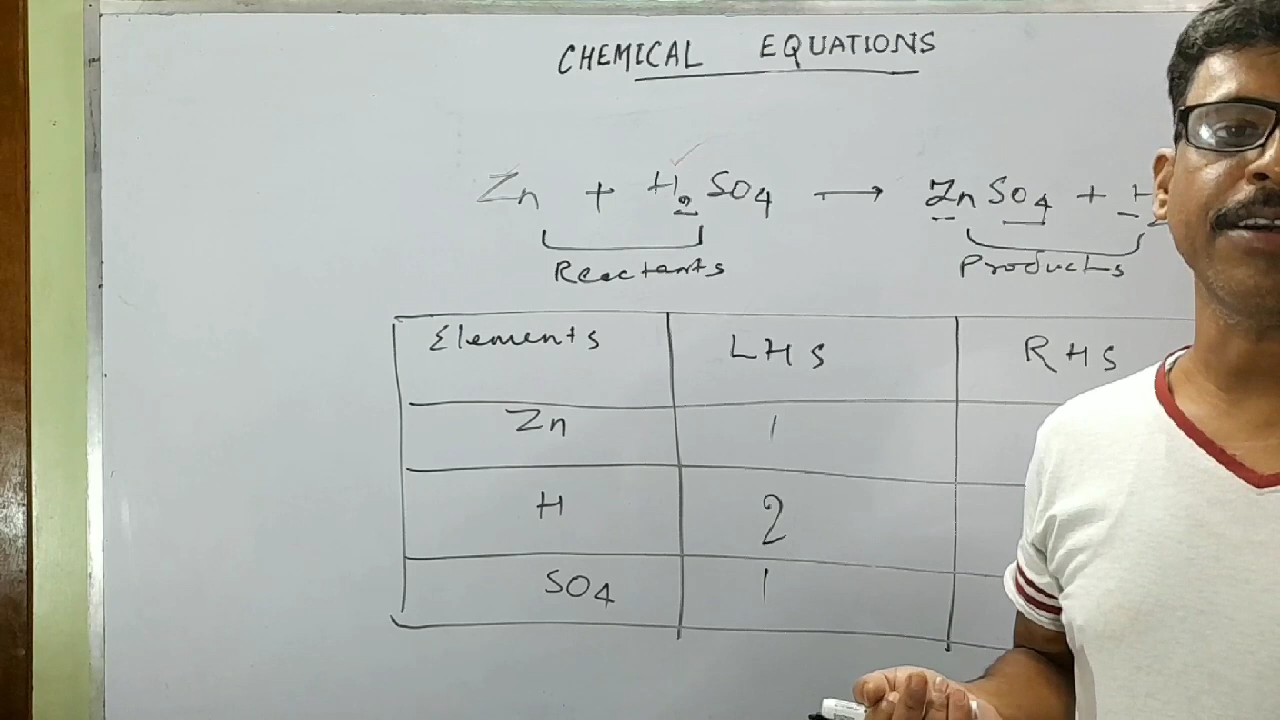 CHEMICAL EQUATIONS
Zn + H2SO4 → ZnSO4 + H
Reactants Products
Elements LHS RHS
Zn 1
H 2
SO4 1